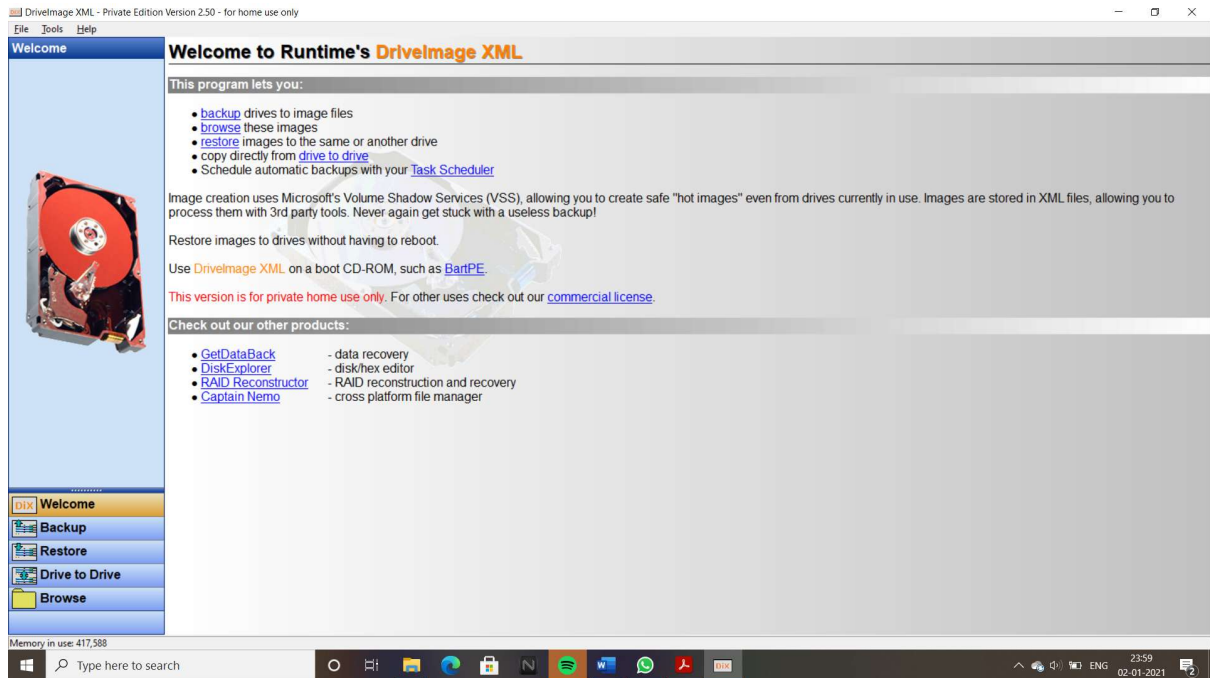 DriveImage XML - Private Edition Version 2.50 - for home use only
File Tools Help
Welcome
Welcome to Runtime's DriveImage XML
This program lets you:
• backup drives to image files
• browse these images
• restore images to the same or another drive
• copy directly from drive to drive
• Schedule automatic backups with your Task Scheduler
Image creation uses Microsoft's Volume Shadow Services (VSS), allowing you to create safe "hot images" even from drives currently in use. Images are stored in XML files, allowing you to
process them with 3rd party tools. Never again get stuck with a useless backup!
Restore images to drives without having to reboot.
Use DriveImage XML on a boot CD-ROM, such as BartPE.
This version is for private home use only. For other uses check out our commercial license.
Check out our other products:
• GetDataBack - data recovery
• DiskExplorer - disk/hex editor
• RAID Reconstructor - RAID reconstruction and recovery
• Captain Nemo - cross platform file manager
DiX Welcome
Backup
Restore
Drive to Drive
Browse
Memory in use: 417,588
Type here to search
N
W
DiX
ENG
23:59
02-01-2021
2